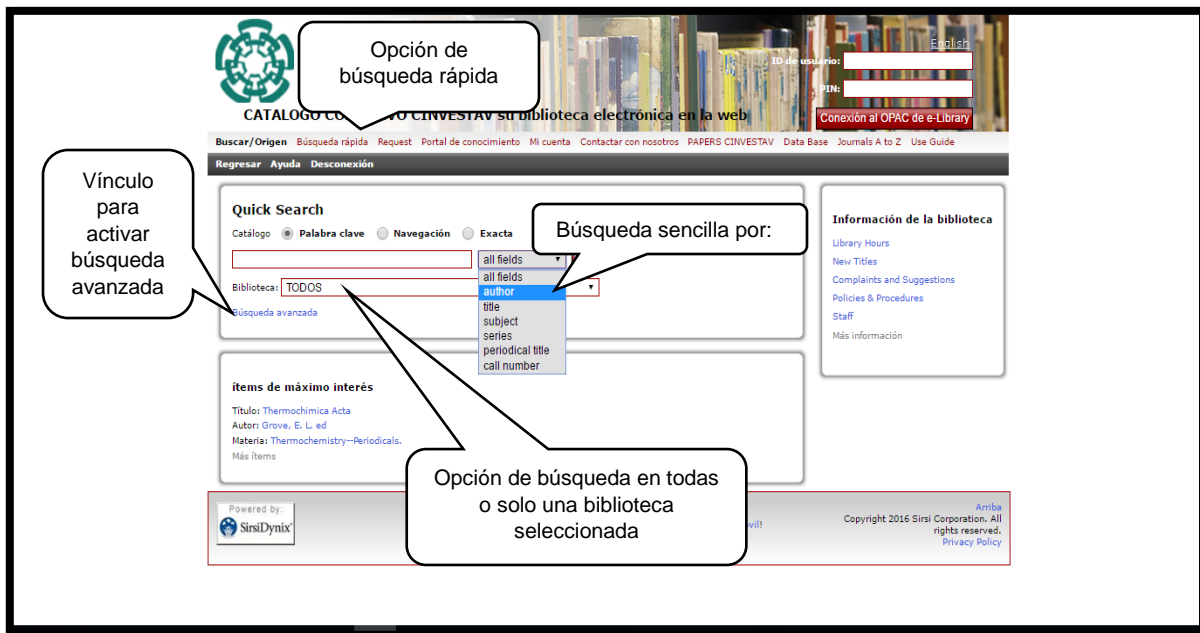 Opción de
búsqueda rápida
English
ID de usuario:
PIN:
CATALOGO CO VO CINVESTAV su biblioteca electrónica en la web
Conexión al OPAC de e-Library
Buscar/Origen Búsqueda rápida Request Portal de conocimiento Mi cuenta Contactar con nosotros PAPERS CINVESTAV Data Base Journals A to Z Use Guide
Regresar Ayuda Desconexión
Vínculo
para
activar
búsqueda
avanzada
Quick Search
Catálogo Palabra clave Navegación Exacta
Búsqueda sencilla por:
all fields
all fields
author
title
subject
series
periodical title
call number
Biblioteca: TODOS
Búsqueda avanzada
Información de la biblioteca
Library Hours
New Titles
Complaints and Suggestions
Policies & Procedures
Staff
Más información
ítems de máximo interés
Título: Thermochimica Acta
Autor: Grove, E. L. ed
Materia: Thermochemistry--Periodicals.
Más ítems
Opción de búsqueda en todas
o solo una biblioteca
seleccionada
Powered by:
SirsiDynix
Arriba
Copyright 2016 Sirsi Corporation. All
rights reserved.
Privacy Policy